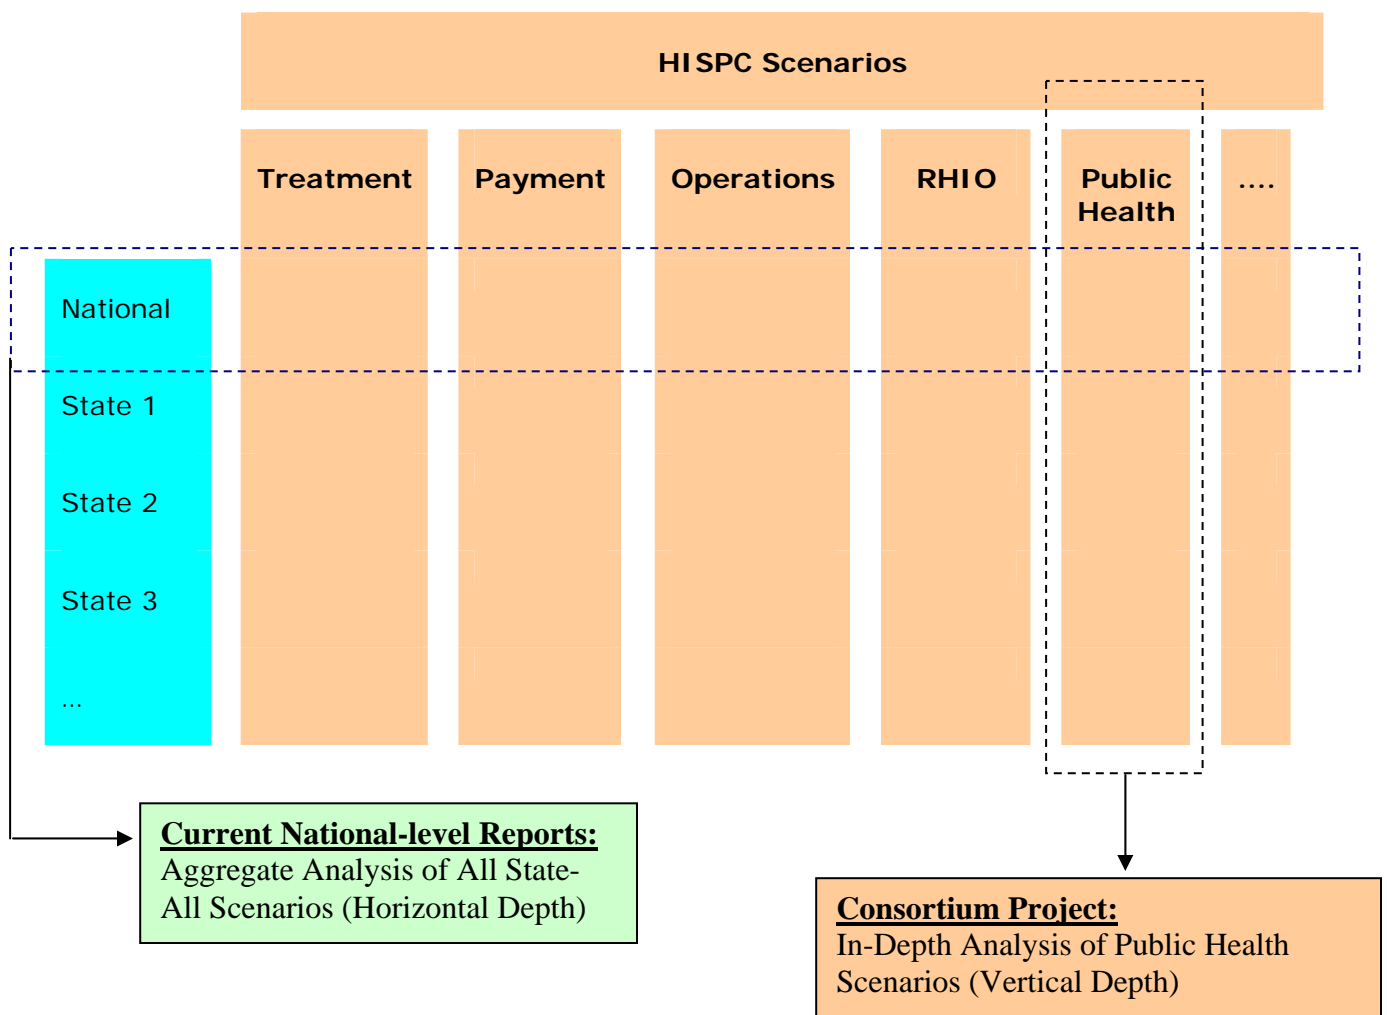 HISPC Scenarios
Treatment
Payment
Operations
RHIO
Public
Health
....
National
State 1
State 2
State 3
...
Current National-level Reports:
Aggregate Analysis of All State-
All Scenarios (Horizontal Depth)
Consortium Project:
In-Depth Analysis of Public Health
Scenarios (Vertical Depth)